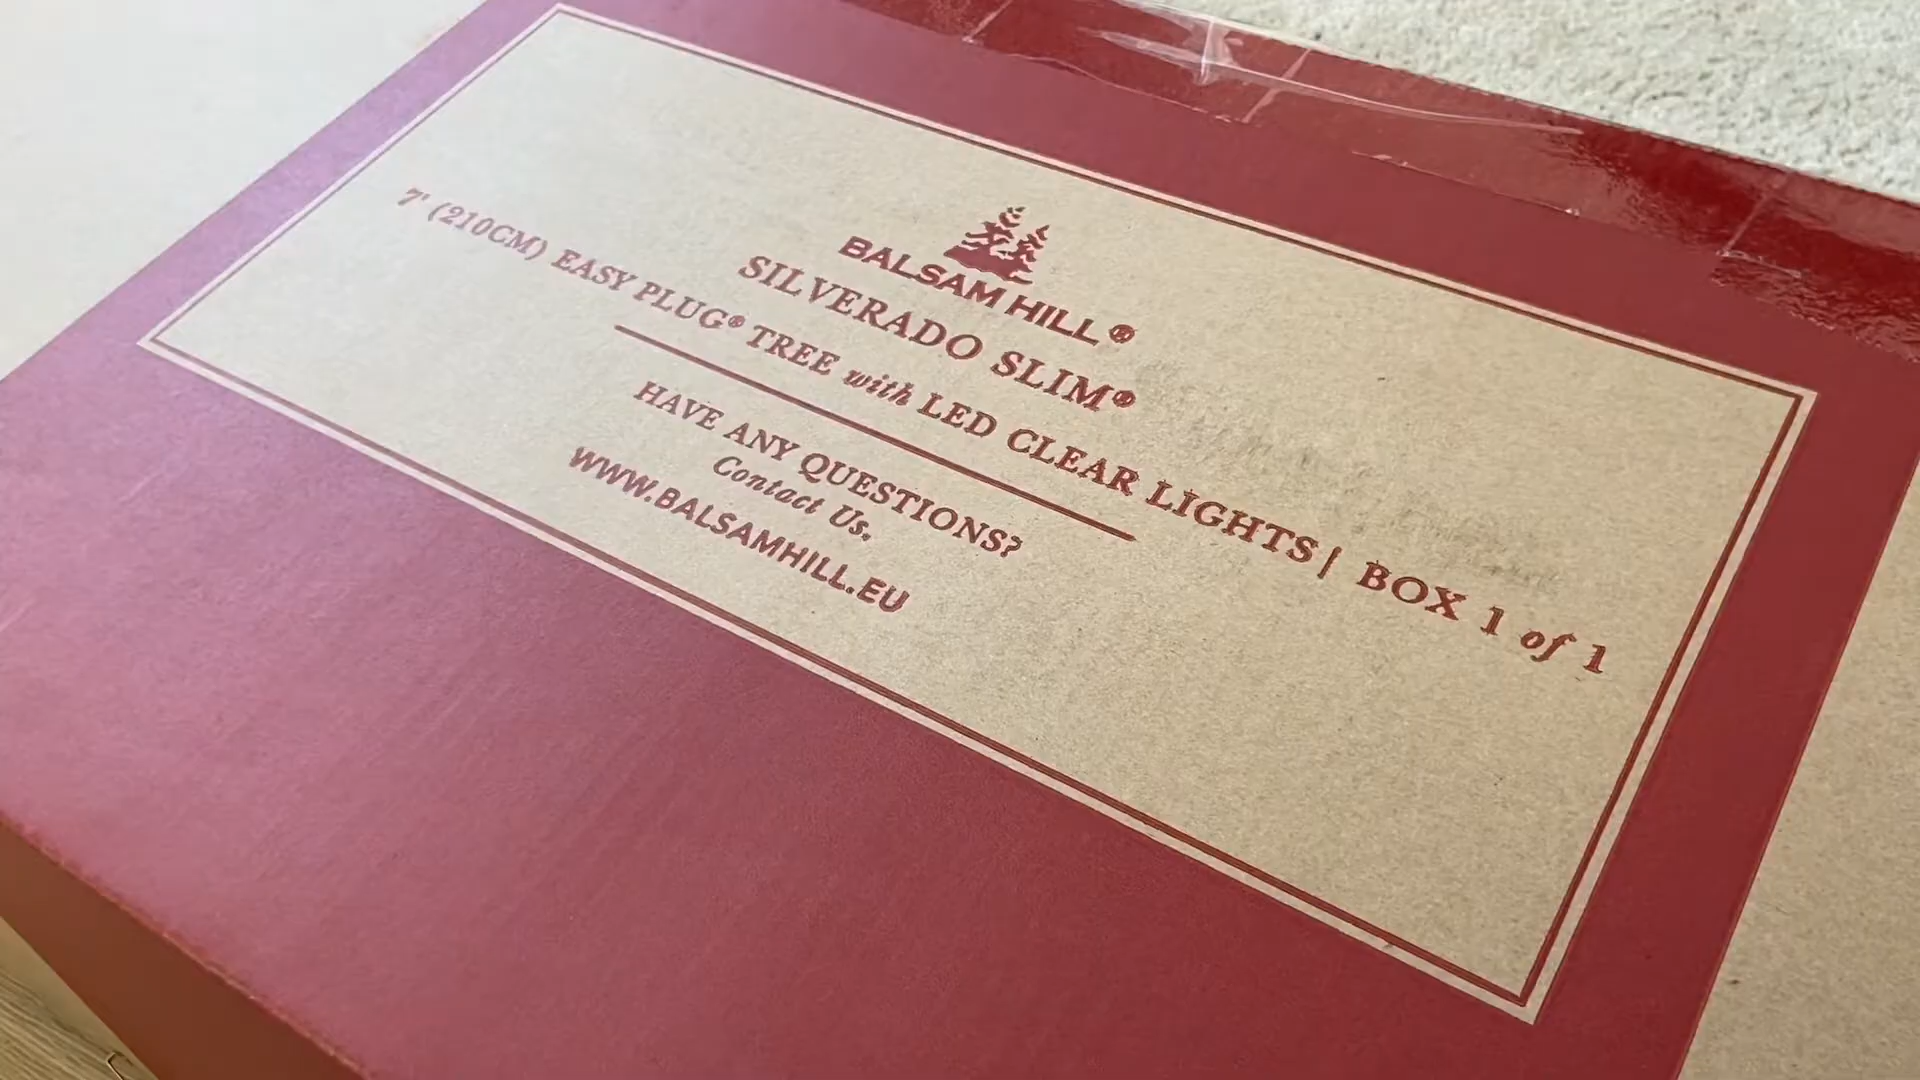 BALSAM HILL®
SILVERADO SLIM®
7' (210CM) EASY PLUG® TREE with LED CLEAR LIGHTS| BOX 1 of 1
HAVE ANY QUESTIONS?
Contact Us.
WWW.BALSAMHILL.EU